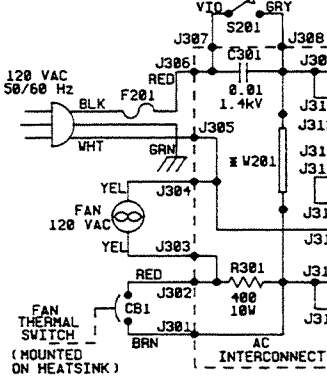 VIO
GRY
S201
J307
J308
C301
J306
RED
120 VAC
50/60 Hz
F201
0.01
1.4kV
BLK
J305
WHT
GRN
W201
YEL
J304
FAN
120 VAC
YEL
J303
RED
J302
R301
400
10W
FAN
THERMAL
SWITCH
CB1
J301
BRN
AC
INTERCONNECT
(MOUNTED
ON HEATSINK)